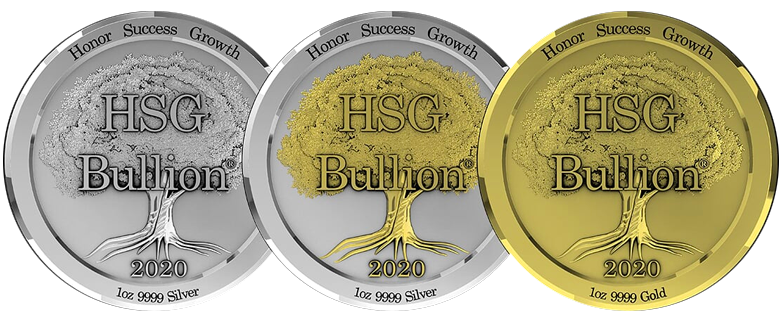 Honor Success Growth
HSG
Bullion®
2020
1oz 9999 Silver
Honor Success Growth
HSG
Bullion®
2020
1oz 9999 Silver
Honor Success Growth
HSG
Bullion®
2020
1oz 9999 Gold